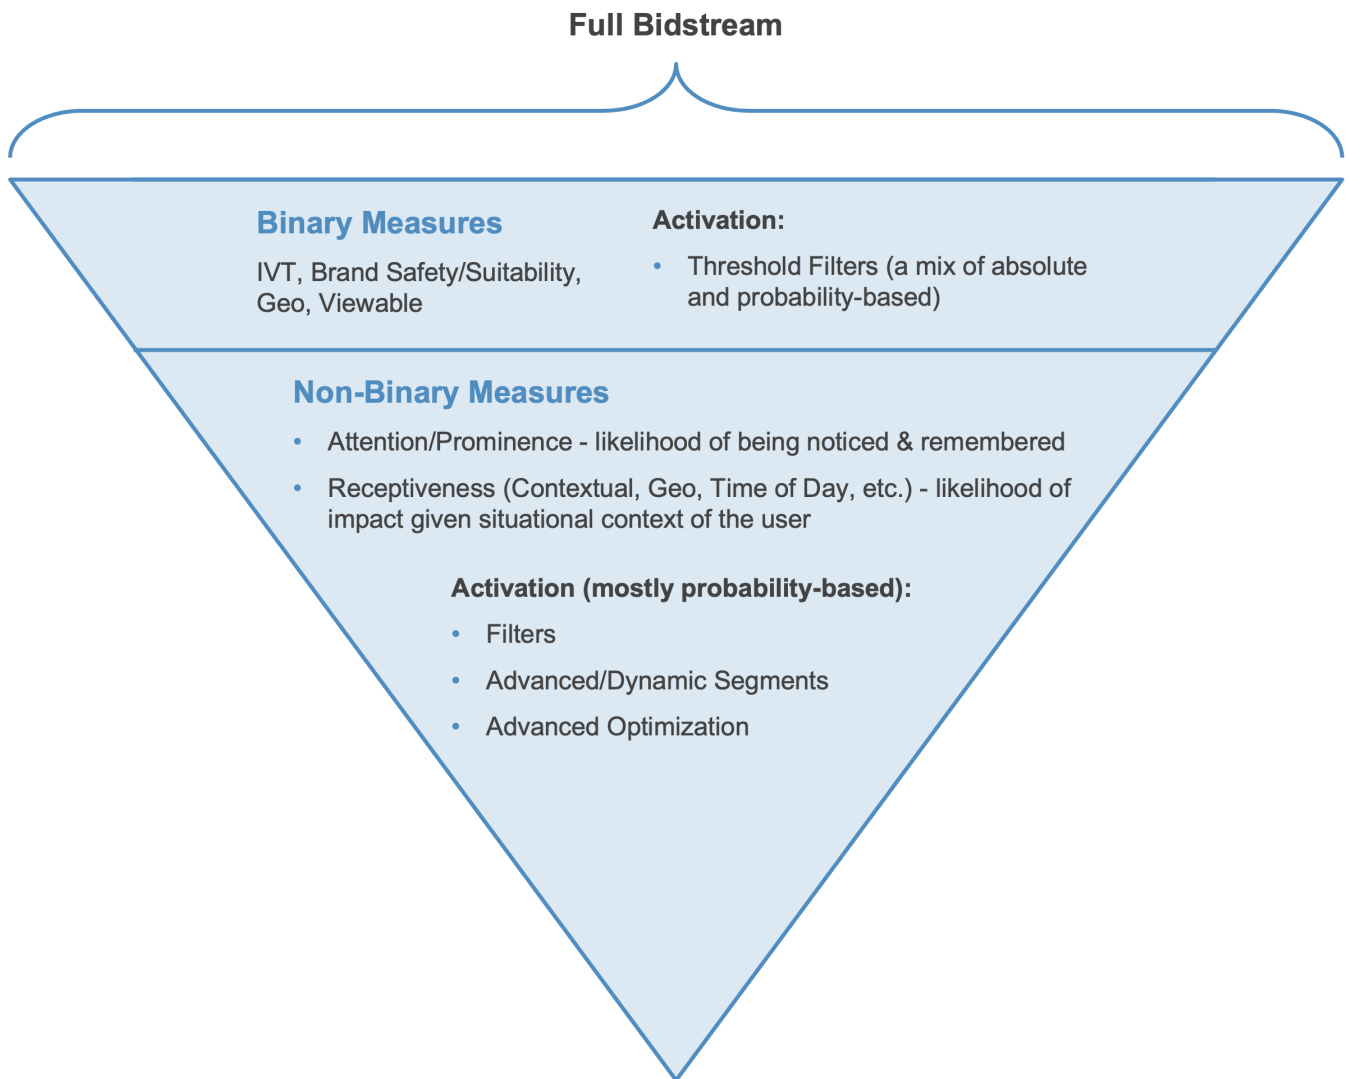 Full Bidstream
Binary Measures
IVT, Brand Safety/Suitability,
Geo, Viewable
Activation:
• Threshold Filters (a mix of absolute
and probability-based)
Non-Binary Measures
• Attention/Prominence - likelihood of being noticed & remembered
• Receptiveness (Contextual, Geo, Time of Day, etc.) - likelihood of
impact given situational context of the user
Activation (mostly probability-based):
• Filters
• Advanced/Dynamic Segments
• Advanced Optimization